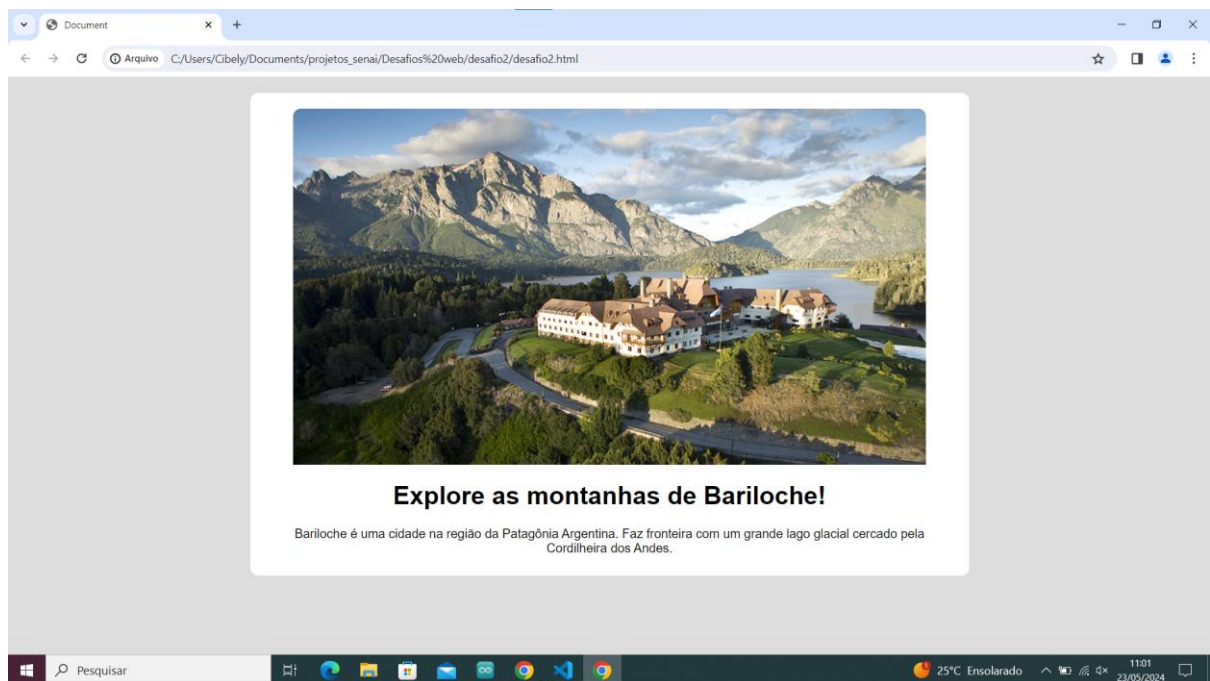 Document
Arquivo C:/Users/Cibely/Documents/projetos_senai/Desafios%20web/desafio2/desafio2.html
Explore as montanhas de Bariloche!
Bariloche é uma cidade na região da Patagônia Argentina. Faz fronteira com um grande lago glacial cercado pela
Cordilheira dos Andes.
Pesquisar
25°C Ensolarado
11:01
23/05/2024